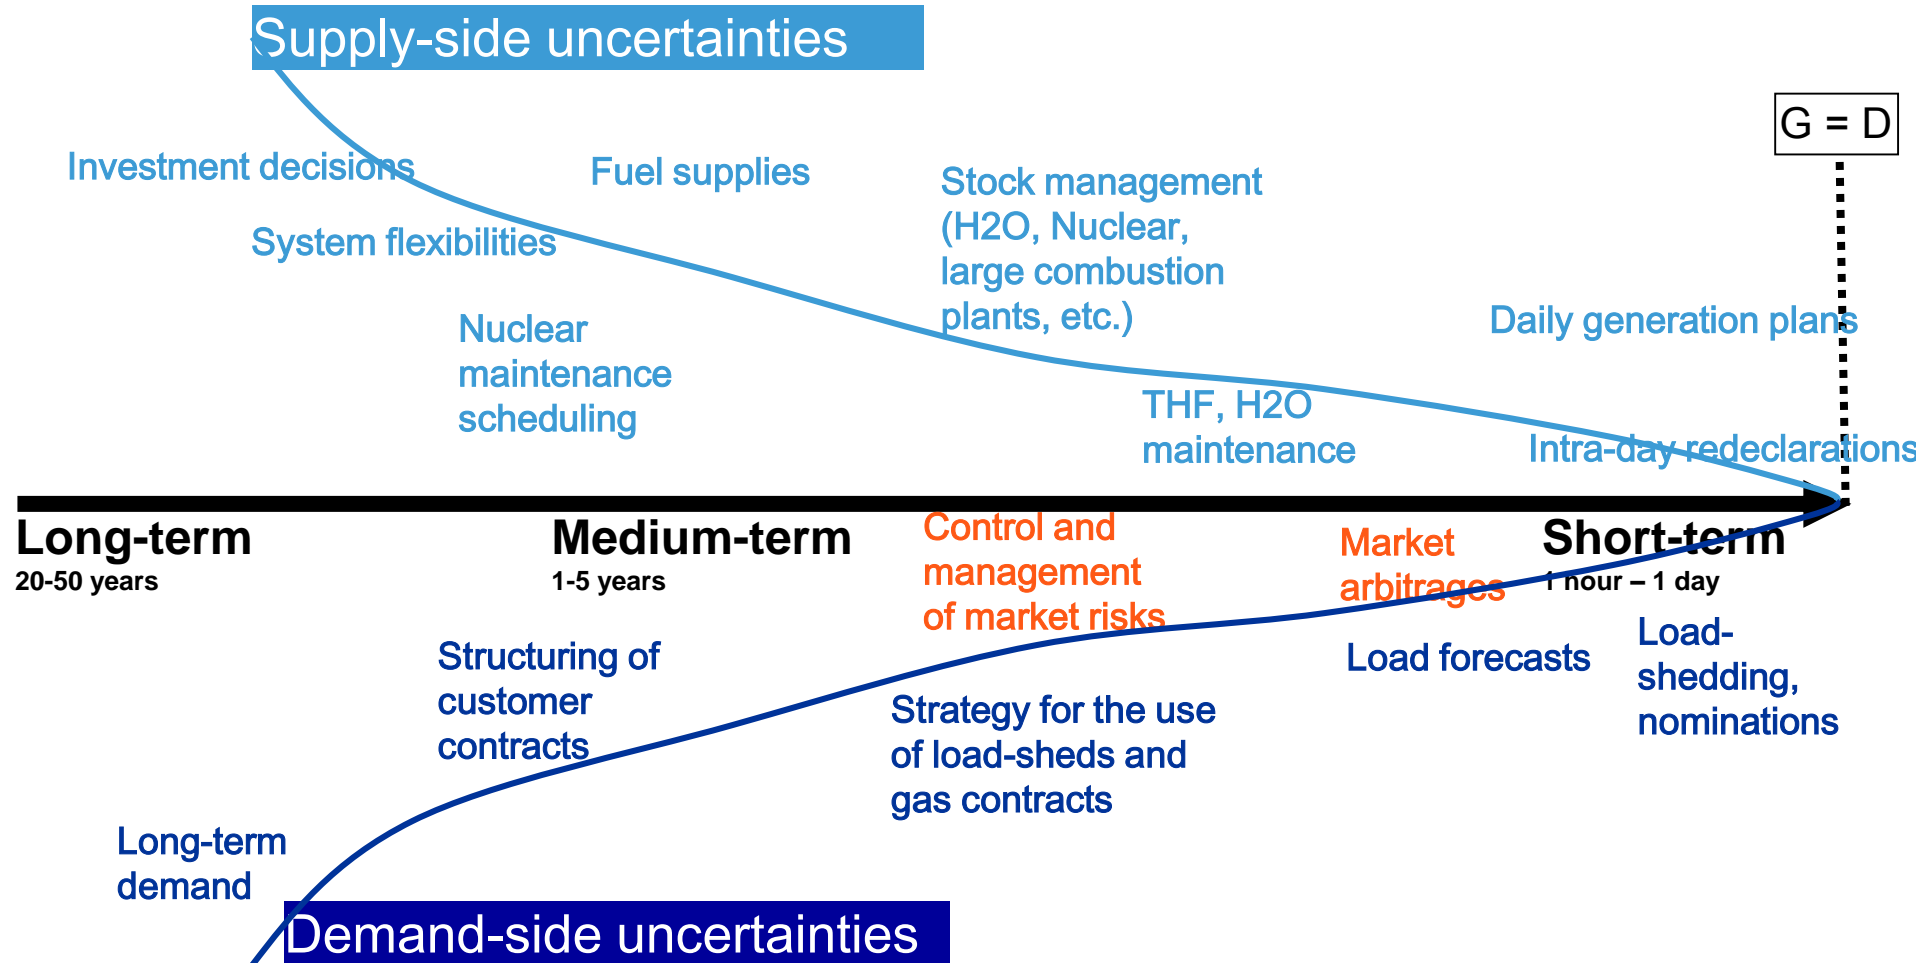 Supply-side uncertainties
G = D
Investment decisions
Fuel supplies
Stock management
(H2O, Nuclear,
large combustion
plants, etc.)
System flexibilities
Nuclear
maintenance
scheduling
Daily generation plans
THF, H2O
maintenance
Intra-day redeclarations
Long-term
20-50 years
Medium-term
1-5 years
Control and
management
of market risks
Market
arbitrages
Short-term
1 hour – 1 day
Structuring of
customer
contracts
Load forecasts
Load-
shedding,
nominations
Strategy for the use
of load-sheds and
gas contracts
Long-term
demand
Demand-side uncertainties